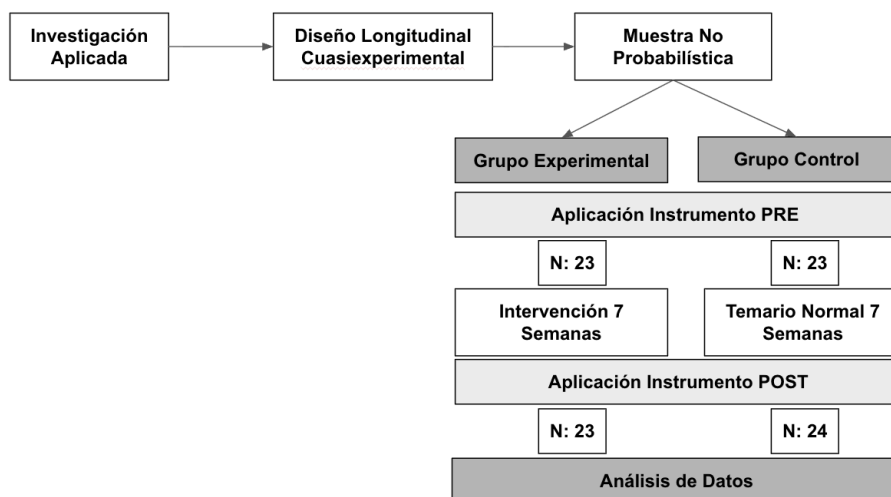 Investigación
Aplicada
Diseño Longitudinal
Cuasiexperimental
Muestra No
Probabilística
Grupo Experimental
Grupo Control
Aplicación Instrumento PRE
N: 23
N: 23
Intervención 7
Semanas
Temario Normal 7
Semanas
Aplicación Instrumento POST
N: 23
N: 24
Análisis de Datos